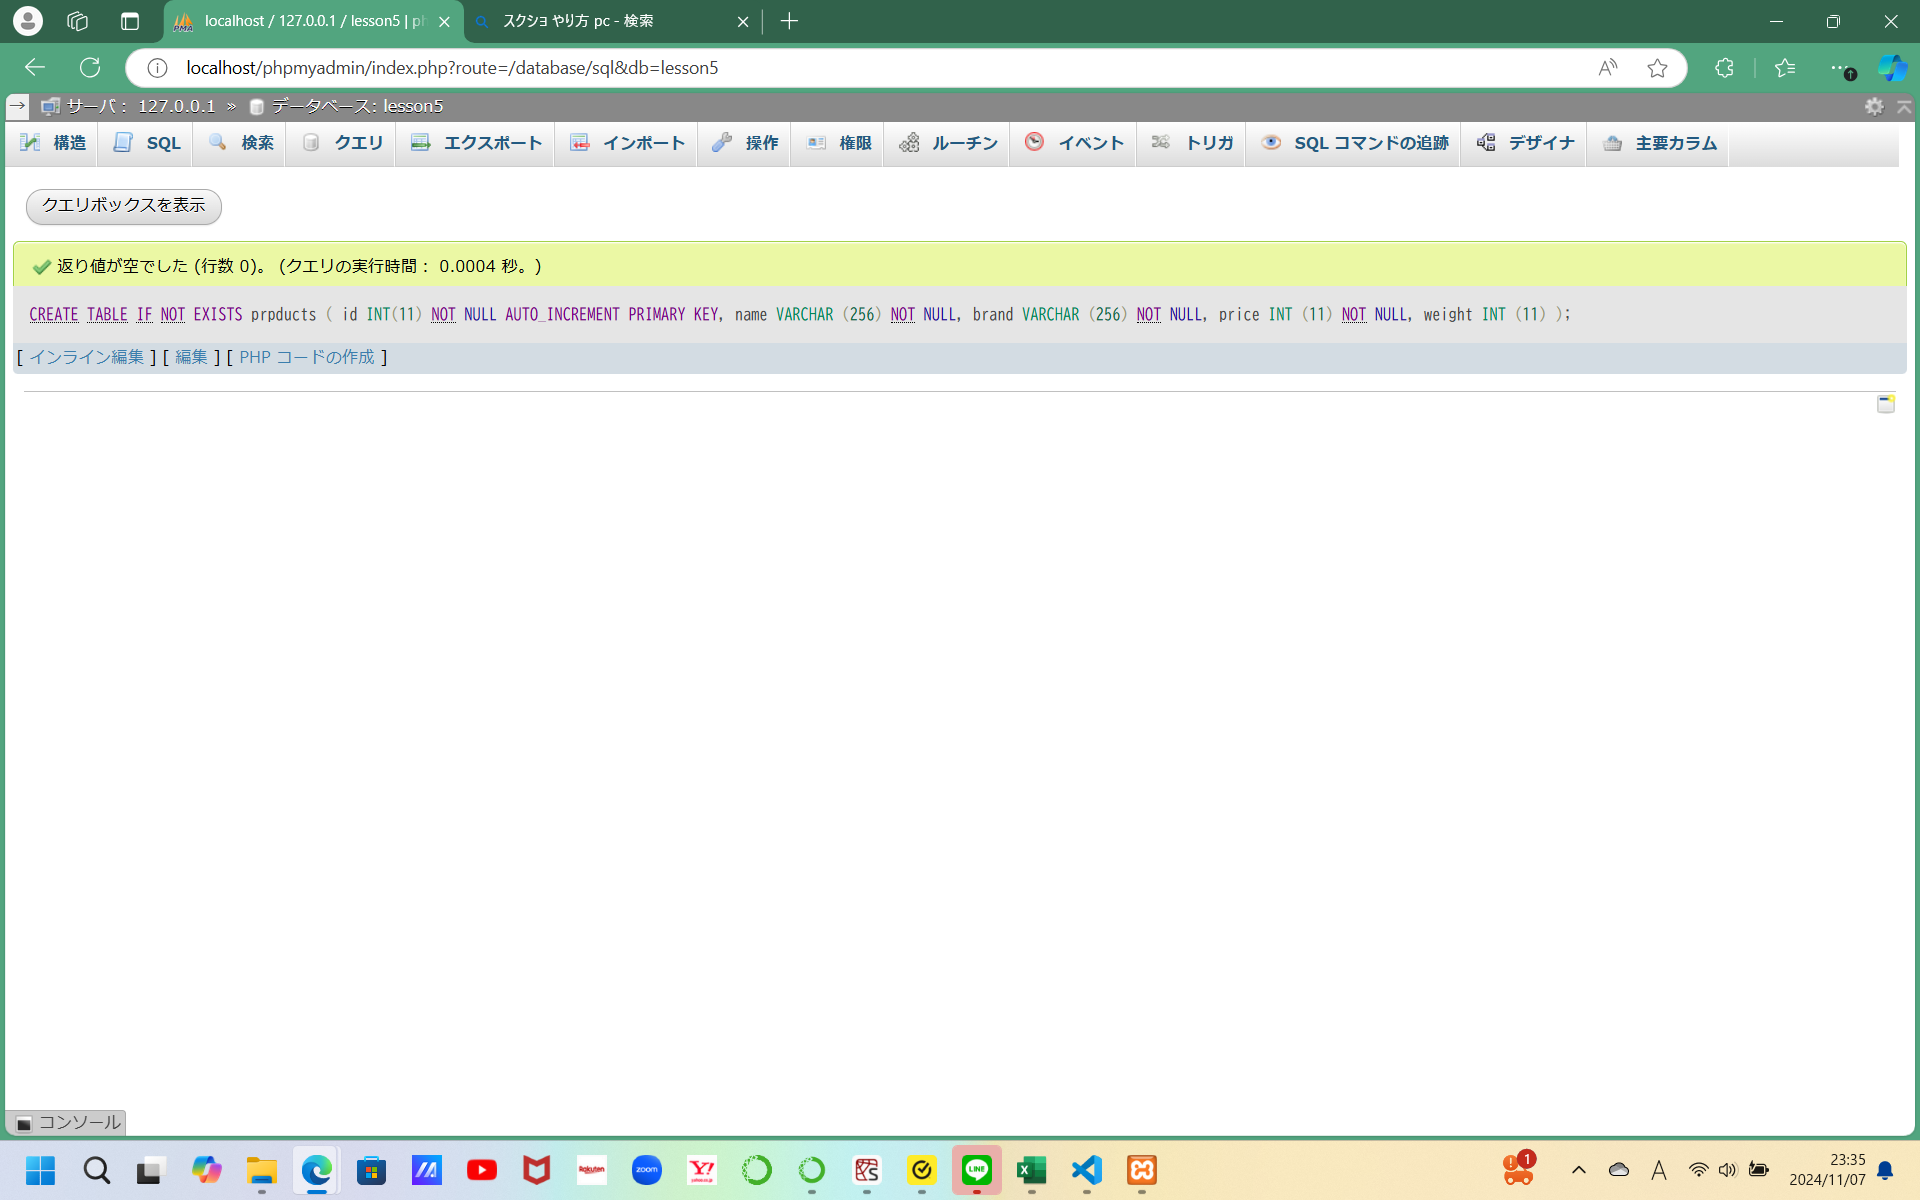 localhost / 127.0.0.1 / lesson5 | ph
スクショ やり方 pc - 検索
localhost/phpmyadmin/index.php?route=/database/sql&db=lesson5
サーバ： 127.0.0.1 » データベース: lesson5
構造 SQL 検索 クエリ エクスポート インポート 操作 権限 ルーチン イベント トリガ SQL コマンドの追跡 デザイナ 主要カラム
クエリボックスを表示
返り値が空でした (行数 0)。 (クエリの実行時間： 0.0004 秒。)
CREATE TABLE IF NOT EXISTS prpducts ( id INT(11) NOT NULL AUTO_INCREMENT PRIMARY KEY, name VARCHAR (256) NOT NULL, brand VARCHAR (256) NOT NULL, price INT (11) NOT NULL, weight INT (11) );
[ インライン編集 ] [ 編集 ] [ PHP コードの作成 ]
コンソール
Rakuten
zoom
Y!
LINE
1
A
23:35
2024/11/07